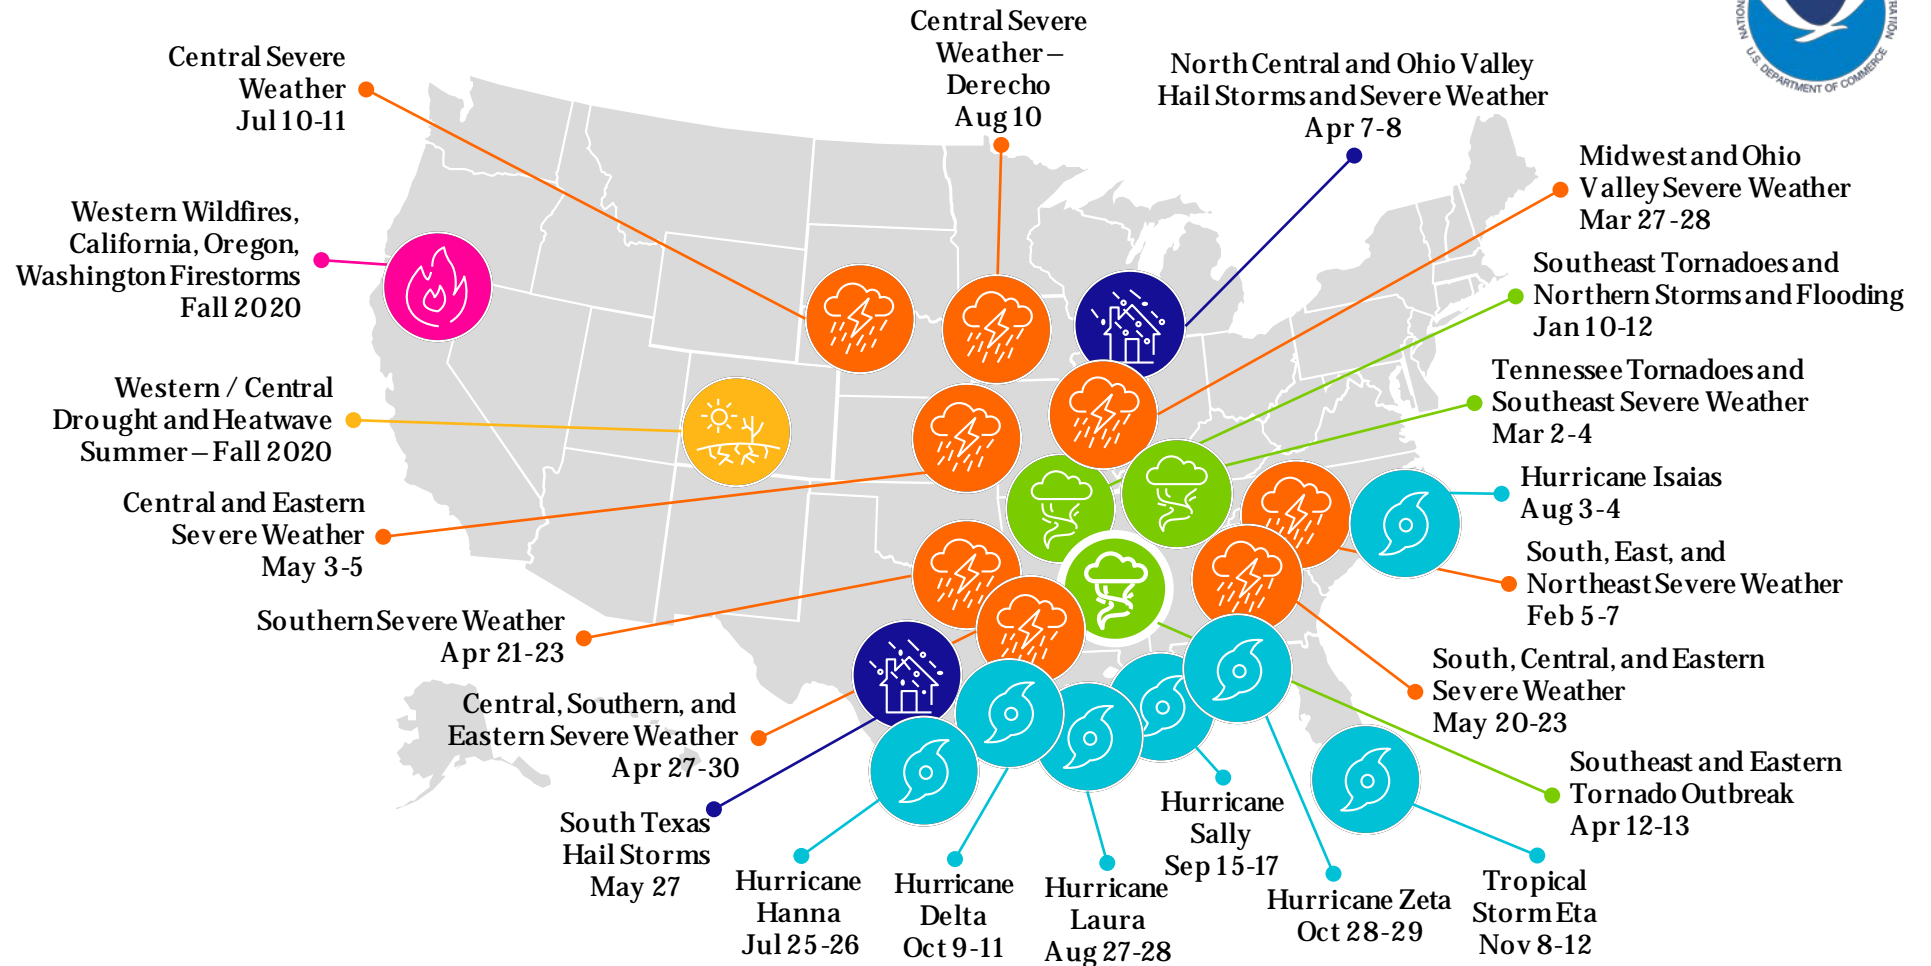 Central Severe
Weather
Jul 10-11
Central Severe
Weather –
Derecho
Aug 10
North Central and Ohio Valley
Hail Storms and Severe Weather
Apr 7-8
U.S. DEPARTMENT OF COMMERCE
Midwest and Ohio
Valley Severe Weather
Mar 27-28
Western Wildfires,
California, Oregon,
Washington Firestorms
Fall 2020
Southeast Tornadoes and
Northern Storms and Flooding
Jan 10-12
Western / Central
Drought and Heatwave
Summer – Fall 2020
Tennessee Tornadoes and
Southeast Severe Weather
Mar 2-4
Central and Eastern
Severe Weather
May 3-5
Hurricane Isaias
Aug 3-4
South, East, and
Northeast Severe Weather
Feb 5-7
Southern Severe Weather
Apr 21-23
South, Central, and Eastern
Severe Weather
May 20-23
Central, Southern, and
Eastern Severe Weather
Apr 27-30
Southeast and Eastern
Tornado Outbreak
Apr 12-13
South Texas
Hail Storms
May 27
Hurricane
Hanna
Jul 25-26
Hurricane
Delta
Oct 9-11
Hurricane
Laura
Aug 27-28
Hurricane
Sally
Sep 15-17
Hurricane Zeta
Oct 28-29
Tropical
Storm Eta
Nov 8-12